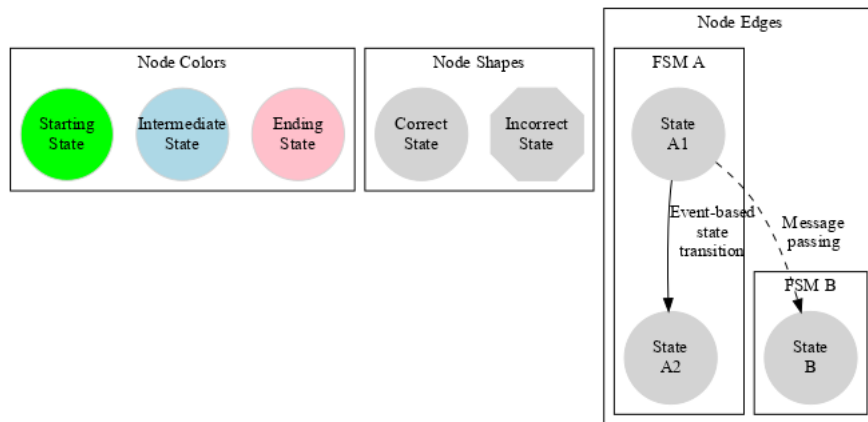 Node Edges
Node Colors
Node Shapes
FSM A
Starting
State
Intermediate
State
Ending
State
Correct
State
Incorrect
State
State
A1
Event-based
state
transition
Message
passing
FSM B
State
A2
State
B